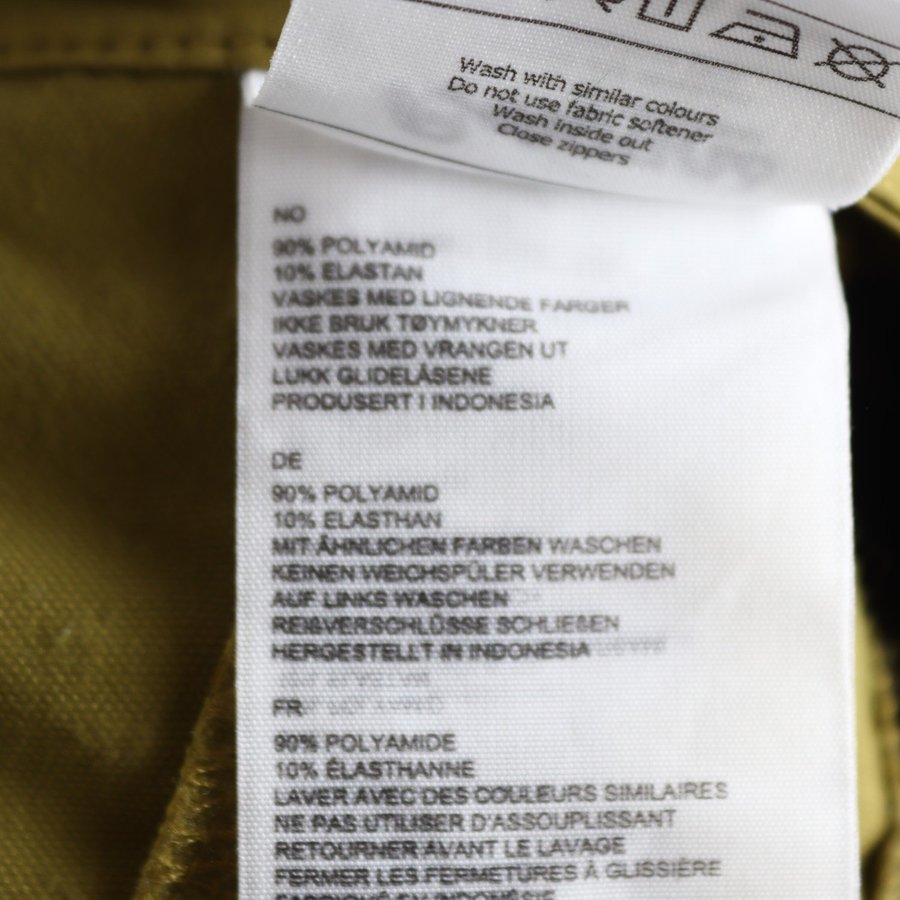 Wash with similar colours
Do not use fabric softener
Wash inside out
Close zippers
NO
90% POLYAMID
10% ELASTAN
VASKES MED LIGNENDE FARGER
IKKE BRUK TØYMYKNER
VASKES MED VRANGEN UT
LUKK GLIDELÅSENE
PRODUSERT I INDONESIA
DE
90% POLYAMID
10% ELASTHAN
MIT ÄHNLICHEN FARBEN WASCHEN
KEINEN WEICHSPÜLER VERWENDEN
AUF LINKS WASCHEN
REIßVERSCHLÜSSE SCHLIEßEN
HERGESTELLT IN INDONESIA
FR
90% POLYAMIDE
10% ÉLASTHANNE
LAVER AVEC DES COULEURS SIMILAIRES
NE PAS UTILISER D'ASSOUPLISSANT
RETOURNER AVANT LE LAVAGE
FERMER LES FERMETURES À GLISSIÈRE
FABRIQUÉ EN INDONÉSIE